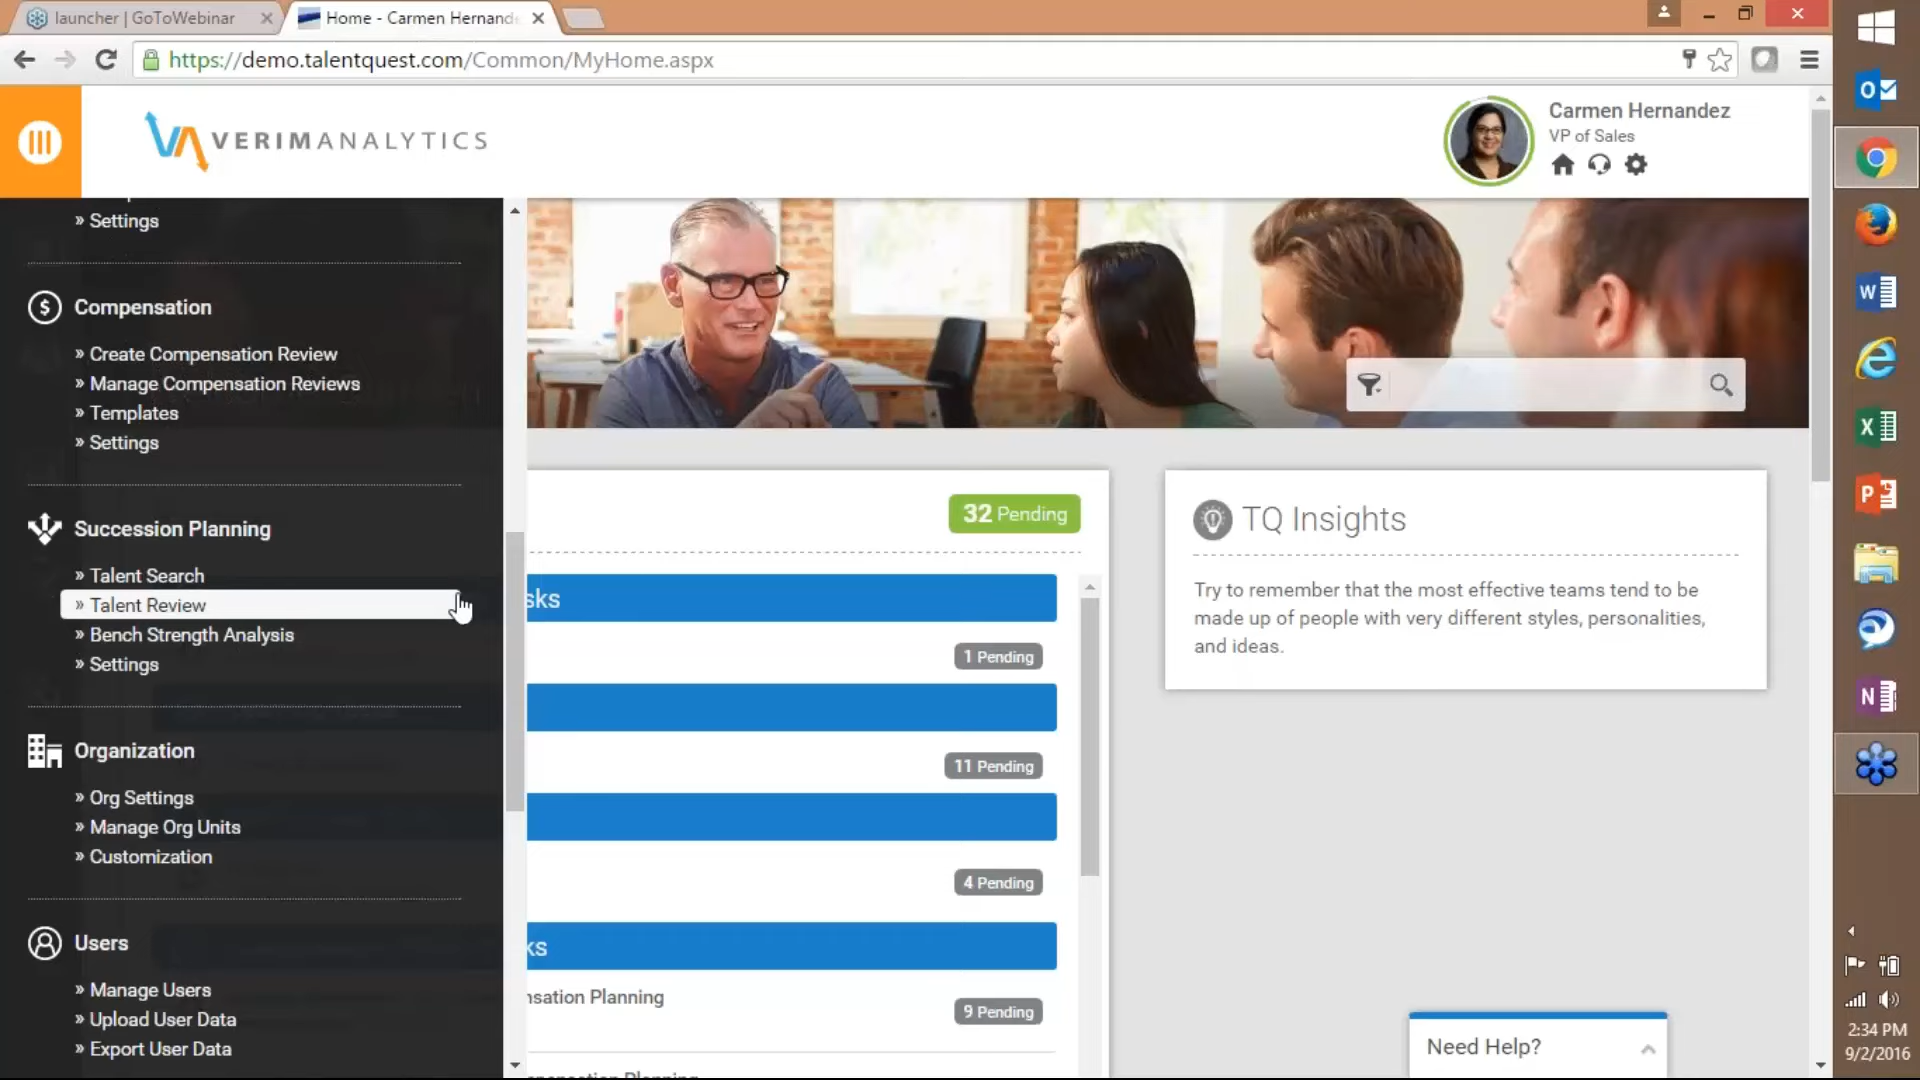 launcher | GoToWebinar
Home - Carmen Hernand
https://demo.talentquest.com/Common/MyHome.aspx
VERIMANALYTICS
Carmen Hernandez
VP of Sales
» Settings
Compensation
» Create Compensation Review
» Manage Compensation Reviews
» Templates
» Settings
Succession Planning
» Talent Search
» Talent Review
» Bench Strength Analysis
» Settings
Organization
» Org Settings
» Manage Org Units
» Customization
Users
» Manage Users
» Upload User Data
» Export User Data
32 Pending
sks
1 Pending
11 Pending
4 Pending
ks
nsation Planning
9 Pending
TQ Insights
Try to remember that the most effective teams tend to
made up of people with very different styles, personalities,
and ideas.
Need Help?
2:34 PM
9/2/2016